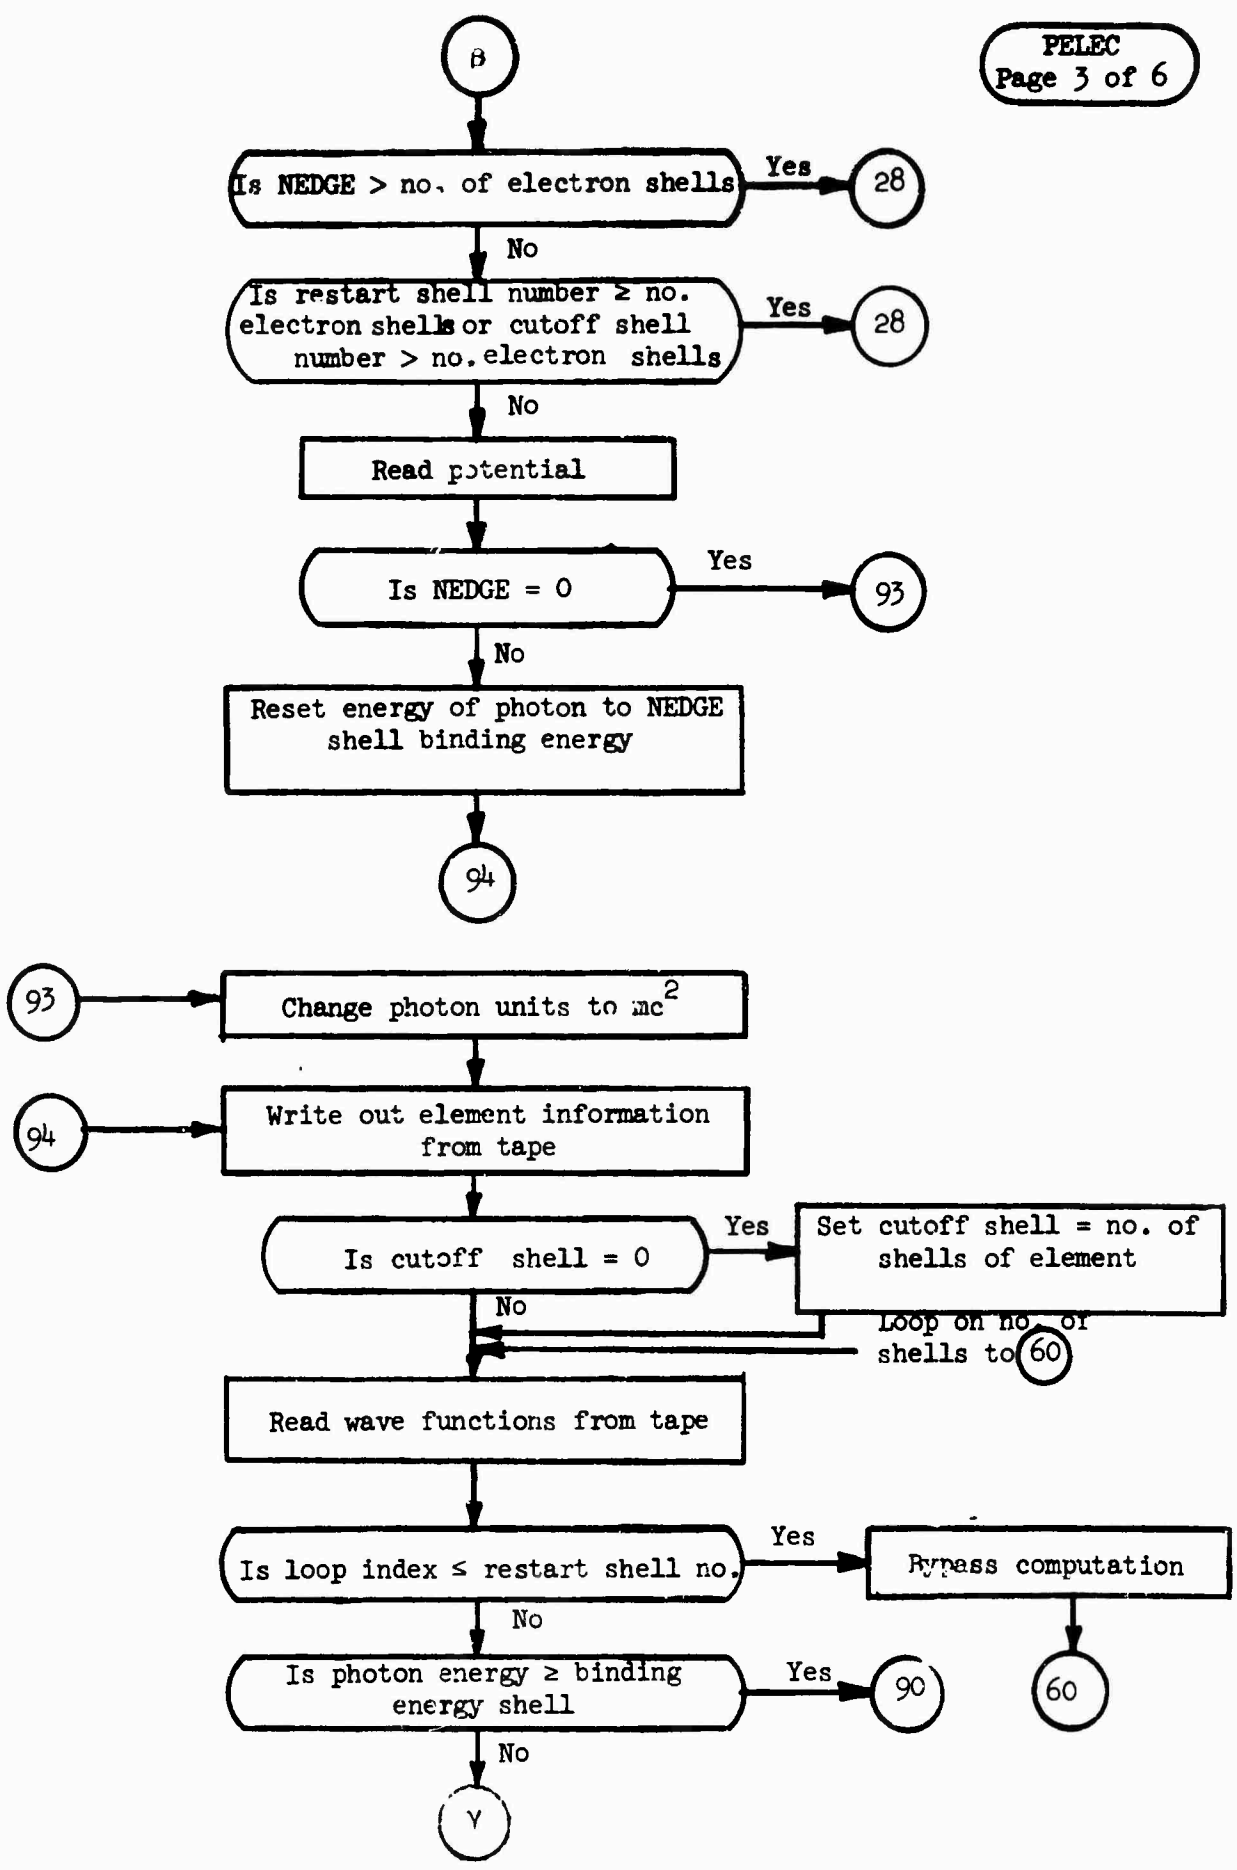 β
PELEC
Page 3 of 6
Is NEDGE > no. of electron shells
Yes
28
No
Is restart shell number ≥ no.
electron shells or cutoff shell
number > no. electron shells
Yes
28
No
Read potential
Is NEDGE = 0
Yes
93
No
Reset energy of photon to NEDGE
shell binding energy
94
93
Change photon units to mc²
94
Write out element information
from tape
Is cutoff shell = 0
Yes
Set cutoff shell = no. of
shells of element
No
Loop on no. of
shells to 60
Read wave functions from tape
Is loop index ≤ restart shell no.
Yes
Bypass computation
No
60
Is photon energy ≥ binding
energy shell
Yes
90
No
γ